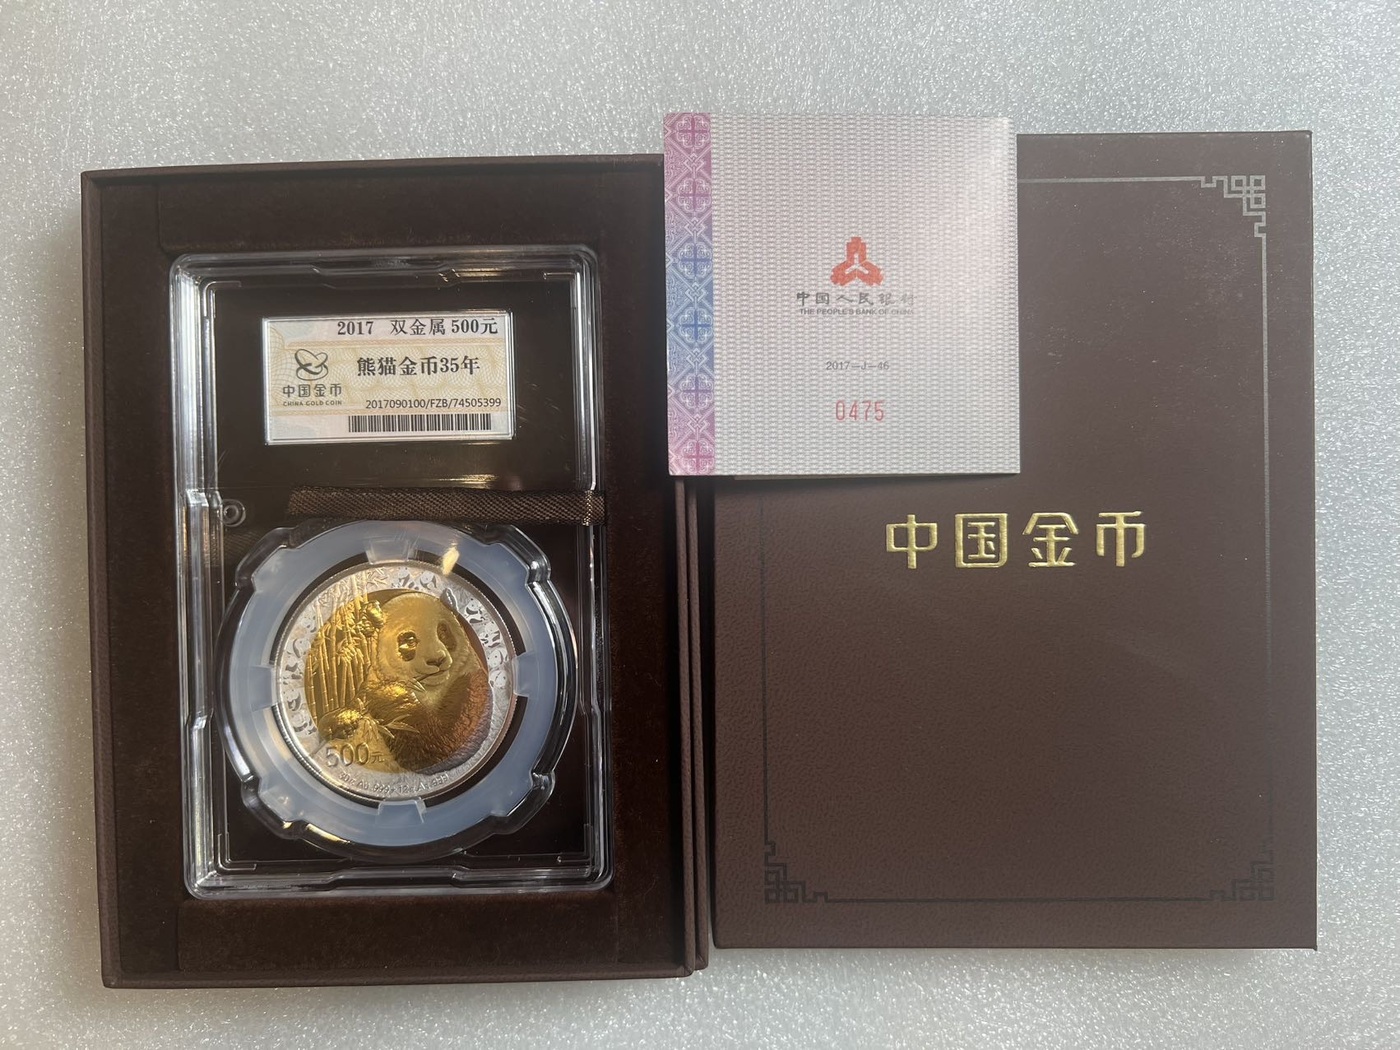 2017 双金属 500元
熊猫金币35年
中国金币
CHINA GOLD COIN
2017090100/FZB/74505399
500元
中国人民银行
THE PEOPLE'S BANK OF CHINA
2017-J-46
0475
中国金币